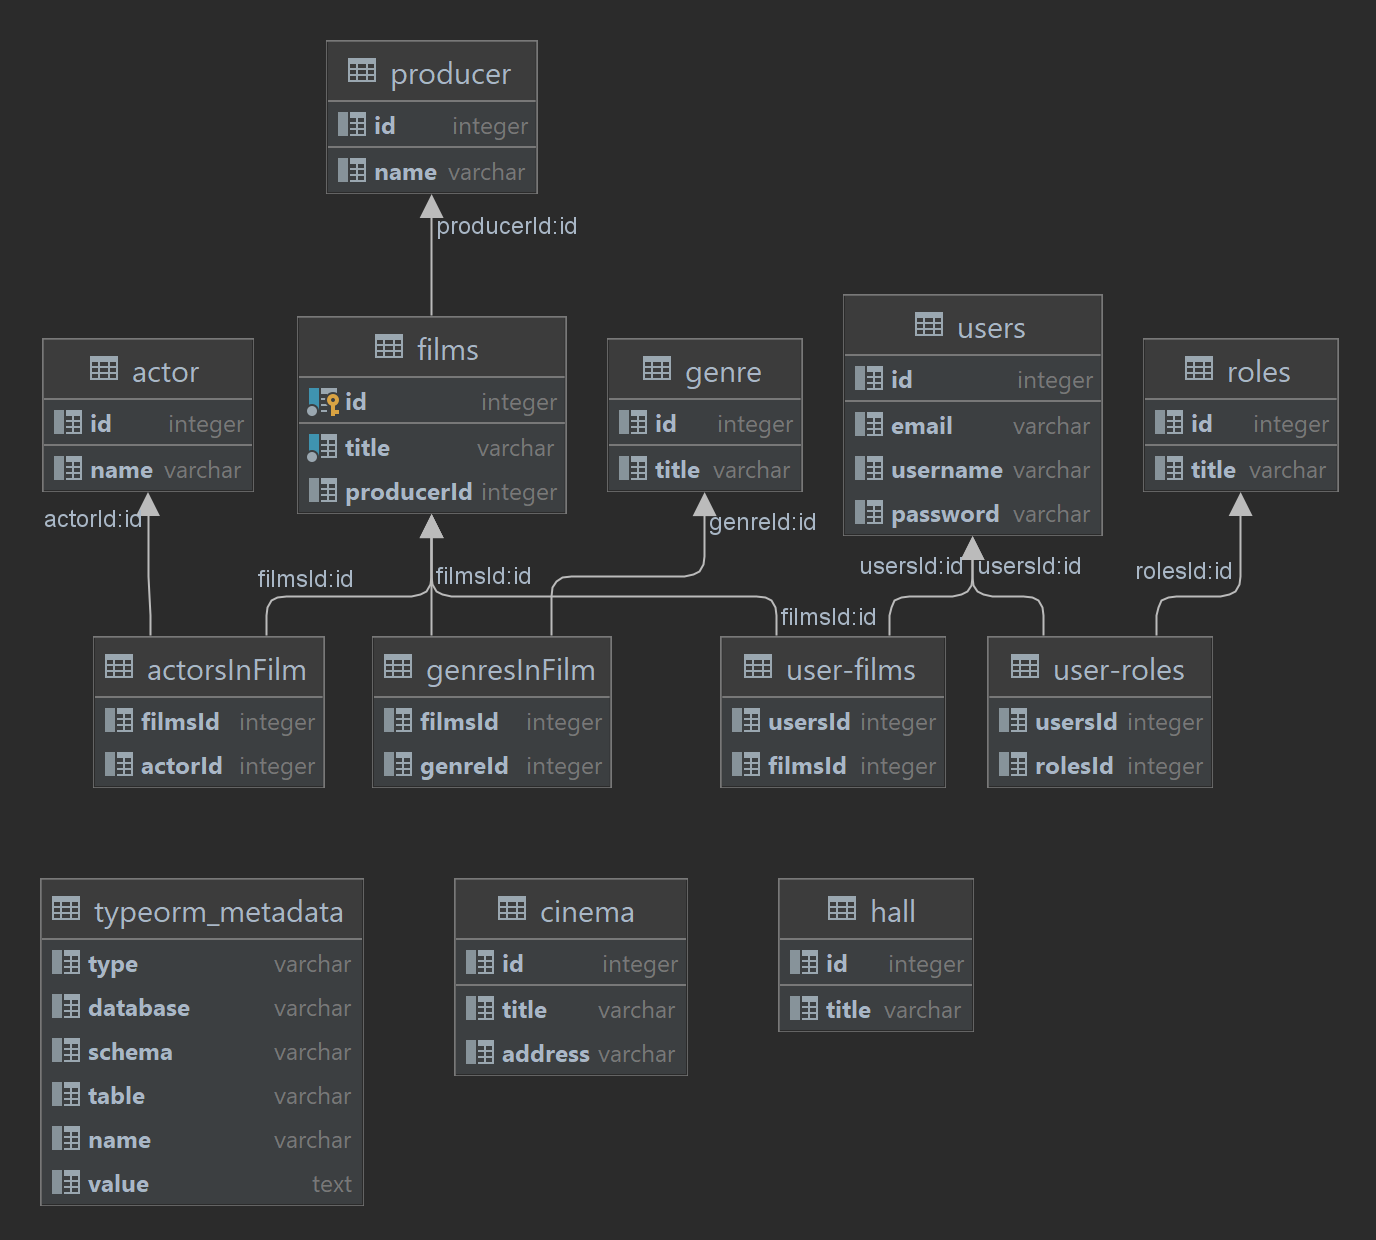 producer
id integer
name varchar
producerId:id
actor
id integer
name varchar
films
id integer
title varchar
producerId integer
genre
id integer
title varchar
users
id integer
email varchar
username varchar
password varchar
roles
id integer
title varchar
actorId:id
filmsId:id
filmsId:id
genreId:id
filmsId:id
usersId:id
usersId:id
rolesId:id
actorsInFilm
filmsId integer
actorId integer
genresInFilm
filmsId integer
genreId integer
user-films
usersId integer
filmsId integer
user-roles
usersId integer
rolesId integer
typeorm_metadata
type varchar
database varchar
schema varchar
table varchar
name varchar
value text
cinema
id integer
title varchar
address varchar
hall
id integer
title varchar